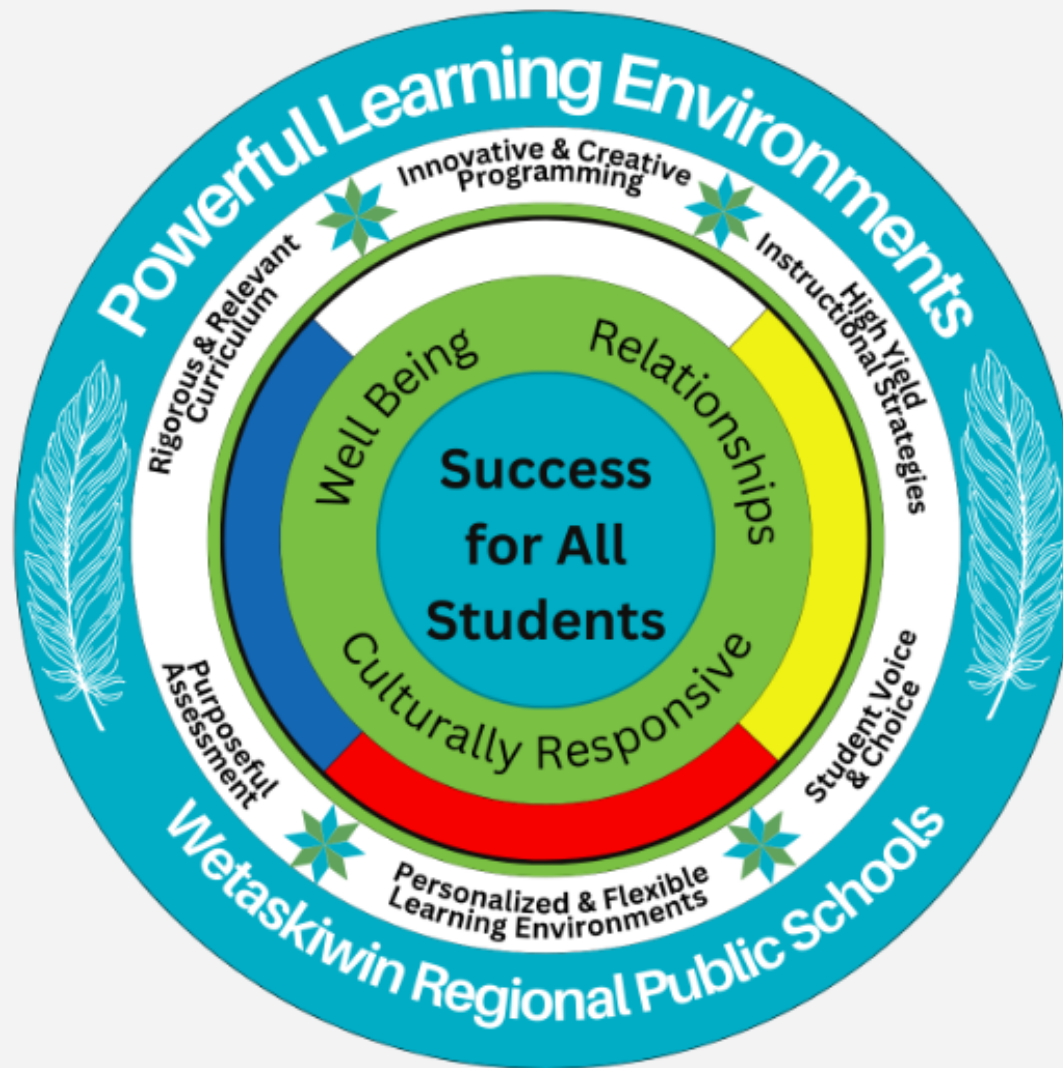 Powerful Learning Environments
Innovative & Creative
Programming
High Yield
Instructional Strategies
Student Voice
& Choice
Personalized & Flexible
Learning Environments
Purposeful
Assessment
Rigorous & Relevant
Curriculum
Well Being
Relationships
Culturally Responsive
Success
for All
Students
Wetaskiwin Regional Public Schools